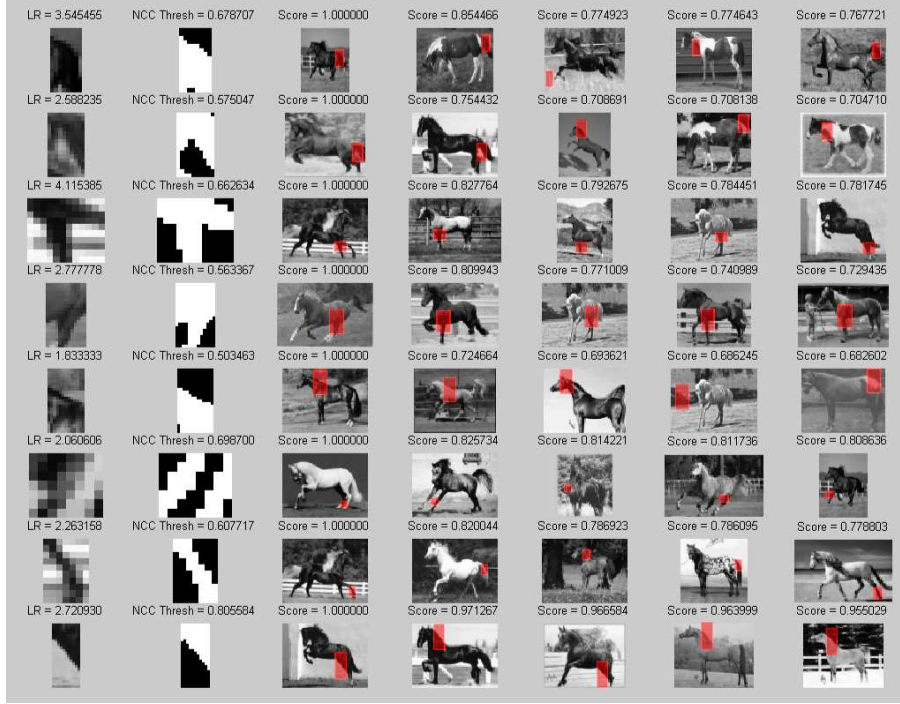 LR = 3.545455 NCC Thresh = 0.678707 Score = 1.000000 Score = 0.854466 Score = 0.774923 Score = 0.774643 Score = 0.767721
LR = 2.588235 NCC Thresh = 0.575047 Score = 1.000000 Score = 0.754432 Score = 0.708691 Score = 0.708138 Score = 0.704710
LR = 4.115385 NCC Thresh = 0.662634 Score = 1.000000 Score = 0.827764 Score = 0.792675 Score = 0.784451 Score = 0.781745
LR = 2.777778 NCC Thresh = 0.563367 Score = 1.000000 Score = 0.809943 Score = 0.771009 Score = 0.740989 Score = 0.729435
LR = 1.833333 NCC Thresh = 0.503463 Score = 1.000000 Score = 0.724664 Score = 0.693621 Score = 0.686245 Score = 0.682602
LR = 2.060606 NCC Thresh = 0.698700 Score = 1.000000 Score = 0.825734 Score = 0.814221 Score = 0.811736 Score = 0.808636
LR = 2.263158 NCC Thresh = 0.607717 Score = 1.000000 Score = 0.820044 Score = 0.786923 Score = 0.786095 Score = 0.778803
LR = 2.720930 NCC Thresh = 0.805584 Score = 1.000000 Score = 0.971267 Score = 0.966584 Score = 0.963999 Score = 0.955029